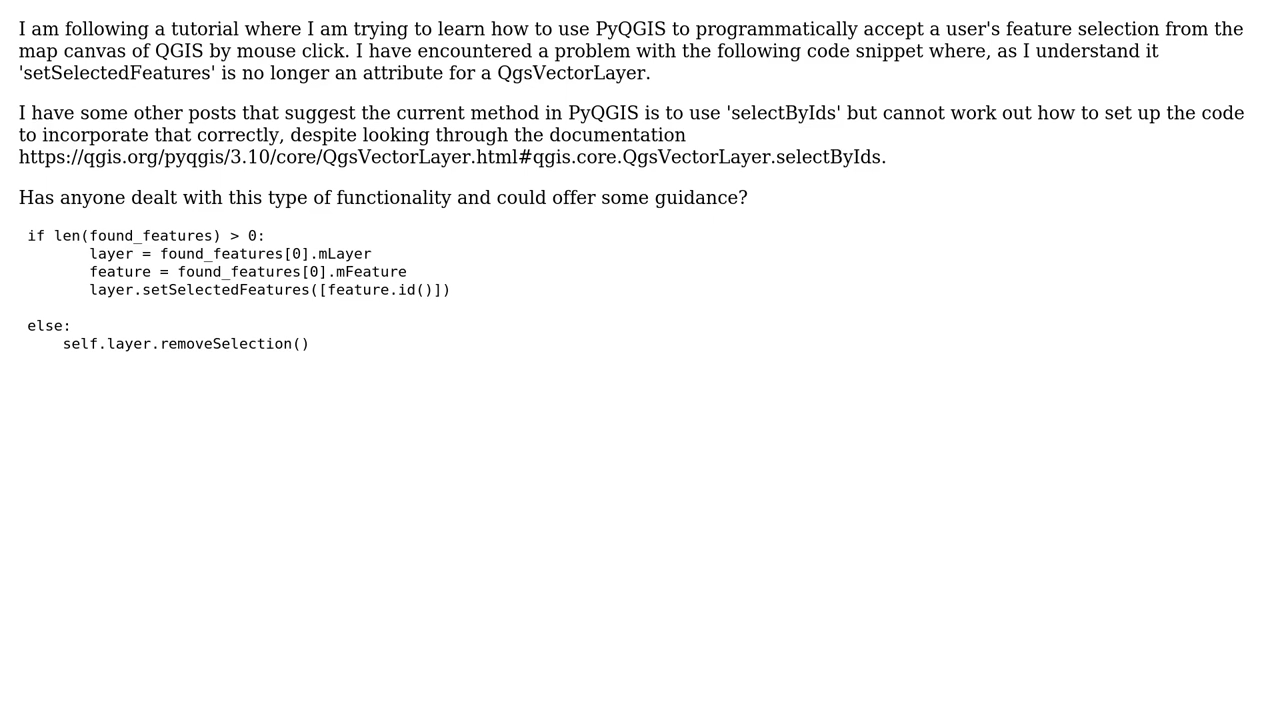 I am following a tutorial where I am trying to learn how to use PyQGIS to programmatically accept a user's feature selection from the
map canvas of QGIS by mouse click. I have encountered a problem with the following code snippet where, as I understand it
'setSelectedFeatures' is no longer an attribute for a QgsVectorLayer.
I have some other posts that suggest the current method in PyQGIS is to use 'selectByIds' but cannot work out how to set up the code
to incorporate that correctly, despite looking through the documentation
https://qgis.org/pyqgis/3.10/core/QgsVectorLayer.html#qgis.core.QgsVectorLayer.selectByIds.
Has anyone dealt with this type of functionality and could offer some guidance?
if len(found_features) > 0:
layer = found_features[0].mLayer
feature = found_features[0].mFeature
layer.setSelectedFeatures([feature.id()])
else:
self.layer.removeSelection()